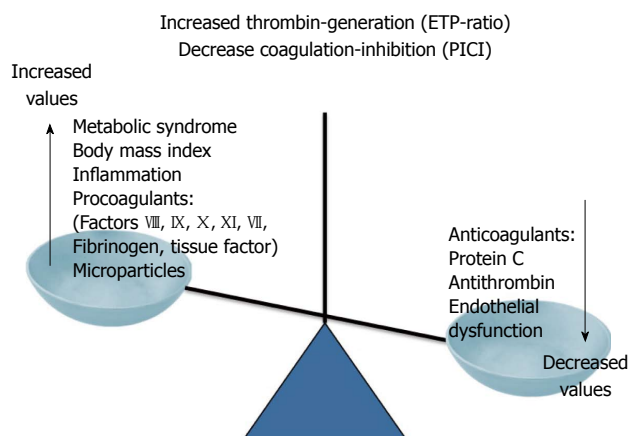 Increased thrombin-generation (ETP-ratio)
Decrease coagulation-inhibition (PICI)
Increased
values
Metabolic syndrome
Body mass index
Inflammation
Procoagulants:
(Factors Ⅷ, Ⅸ, Ⅹ, Ⅺ, Ⅶ,
Fibrinogen, tissue factor)
Microparticles
Anticoagulants:
Protein C
Antithrombin
Endothelial
dysfunction
Decreased
values